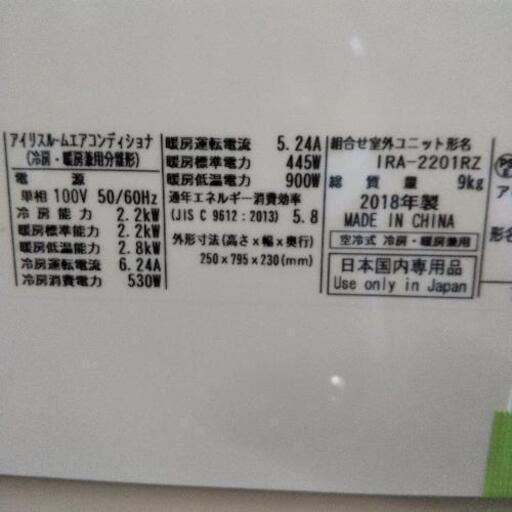 アイリスルームエアコンディショナ
(冷房・暖房兼用分離形)
電 源
単相 100V 50/60Hz
冷房能力 2.2kW
暖房標準能力 2.2kW
暖房低温能力 2.8kW
冷房運転電流 6.24A
冷房消費電力 530W
暖房運転電流 5.24A
暖房標準電力 445W
暖房低温電力 900W
通年エネルギー消費効率
(JIS C 9612 : 2013) 5.8
外形寸法(高さ×幅×奥行)
250×795×230(mm)
組合せ室外ユニット形名
IRA-2201RZ
総質量 9kg
2018年製
MADE IN CHINA
空冷式 冷房・暖房兼用
日本国内専用品
Use only in Japan
形名